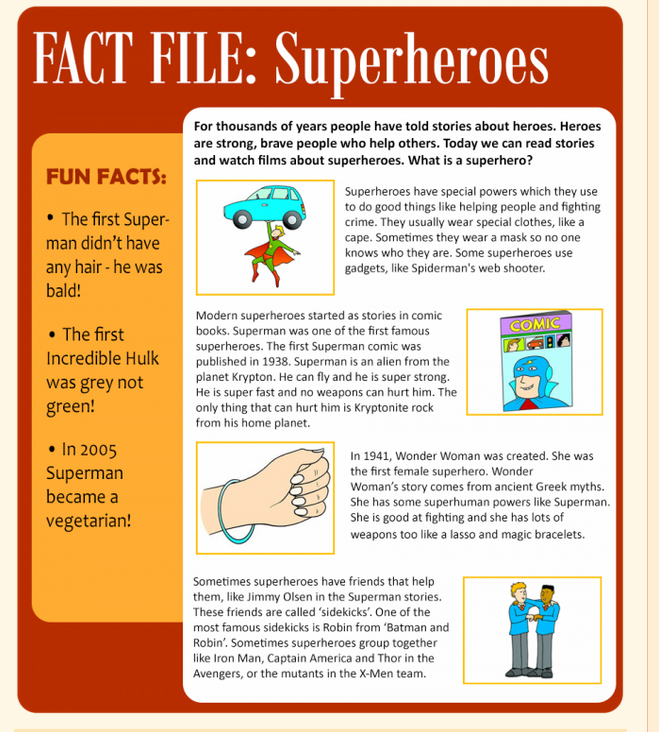 FACT FILE: Superheroes
For thousands of years people have told stories about heroes. Heroes
are strong, brave people who help others. Today we can read stories
and watch films about superheroes. What is a superhero?
FUN FACTS:
• The first Super-
man didn't have
any hair - he was
bald!
• The first
Incredible Hulk
was grey not
green!
• In 2005
Superman
became a
vegetarian!
Superheroes have special powers which they use
to do good things like helping people and fighting
crime. They usually wear special clothes, like a
cape. Sometimes they wear a mask so no one
knows who they are. Some superheroes use
gadgets, like Spiderman's web shooter.
Modern superheroes started as stories in comic
books. Superman was one of the first famous
superheroes. The first Superman comic was
published in 1938. Superman is an alien from the
planet Krypton. He can fly and he is super strong.
He is super fast and no weapons can hurt him. The
only thing that can hurt him is Kryptonite rock
from his home planet.
COMIC
In 1941, Wonder Woman was created. She was
the first female superhero. Wonder
Woman's story comes from ancient Greek myths.
She has some superhuman powers like Superman.
She is good at fighting and she has lots of
weapons too like a lasso and magic bracelets.
Sometimes superheroes have friends that help
them, like Jimmy Olsen in the Superman stories.
These friends are called 'sidekicks'. One of the
most famous sidekicks is Robin from 'Batman and
Robin'. Sometimes superheroes group together
like Iron Man, Captain America and Thor in the
Avengers, or the mutants in the X-Men team.